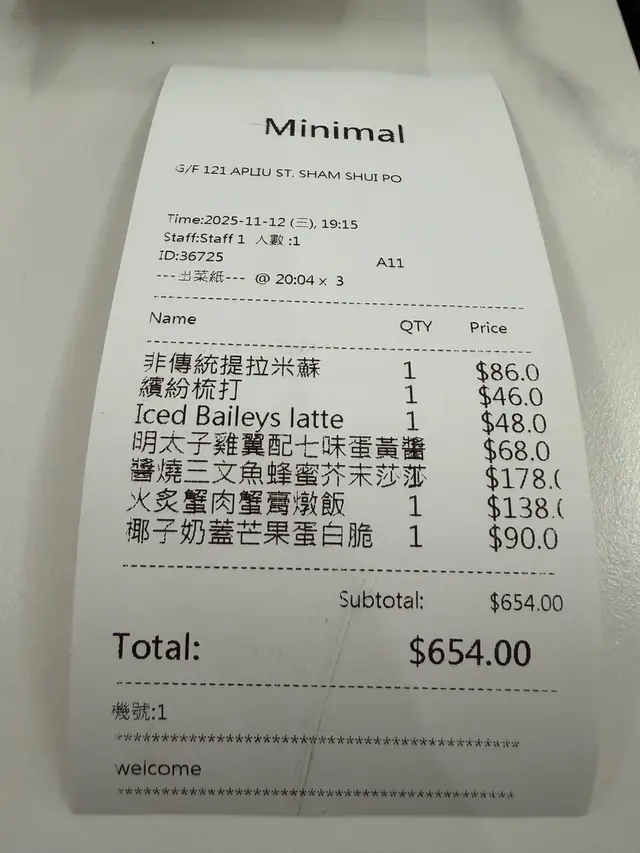 Minimal
G/F 121 APLIU ST. SHAM SHUI PO
Time:2025-11-12 (三), 19:15
Staff:Staff 1 人數 :1
ID:36725 A11
---出菜紙--- @ 20:04 x 3
Name QTY Price
非傳統提拉米蘇 1 $86.0
繽紛梳打 1 $46.0
Iced Baileys latte 1 $48.0
明太子雞翼配七味蛋黃醬 1 $68.0
醬燒三文魚蜂蜜芥末莎莎 1 $178.(
火炙蟹肉蟹膏燉飯 1 $138.(
椰子奶蓋芒果蛋白脆 1 $90.0
Subtotal: $654.00
Total: $654.00
機號:1
********************************************
welcome
********************************************